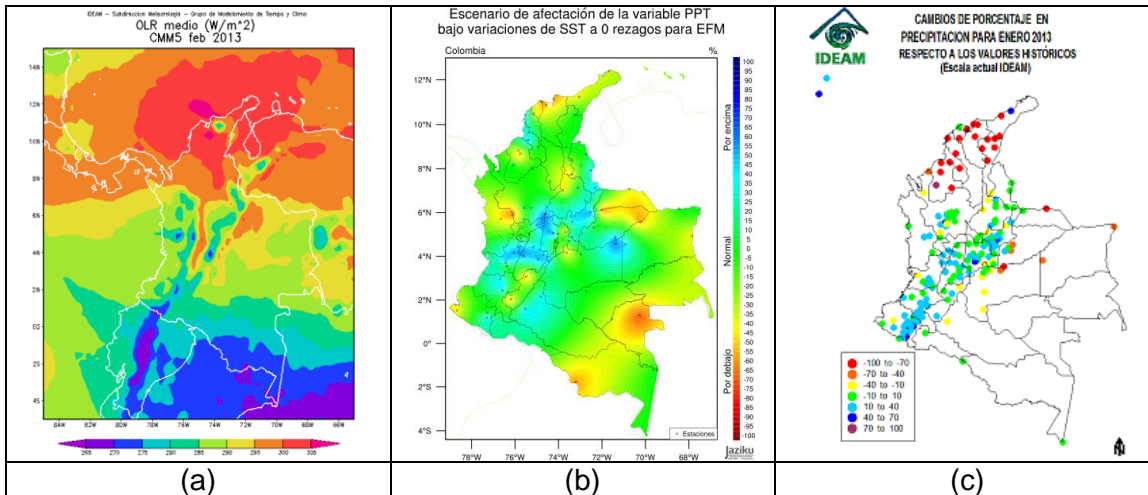 IDEAM – Subdireccion Meteorologia – Grupo de Modelamiento de Tiempo y Clima
OLR medio (W/m^2)
CMM5 feb 2013
14N
12N
10N
8N
6N
4N
2N
EQ
2S
4S
84W 82W 80W 78W 76W 74W 72W 70W 68W 66W
265 270 275 280 285 290 295 300 305
(a)
Escenario de afectación de la variable PPT
bajo variaciones de SST a 0 rezagos para EFM
Colombia %
12°N
10°N
8°N
6°N
4°N
2°N
0°
2°S
4°S
78°W 76°W 74°W 72°W 70°W 68°W
Por encima
Normal
Por debajo
100
95
90
85
80
75
70
65
60
55
50
45
40
35
30
25
20
15
10
5
0
-5
-10
-15
-20
-25
-30
-35
-40
-45
-50
-55
-60
-65
-70
-75
-80
-85
-90
-95
-100
Estaciones
Jaziku
(b)
IDEAM
CAMBIOS DE PORCENTAJE EN
PRECIPITACION PARA ENERO 2013
RESPECTO A LOS VALORES HISTÓRICOS
(Escala actual IDEAM)
-100 to -70
-70 to -40
-40 to -10
-10 to 10
10 to 40
40 to 70
70 to 100
(c)